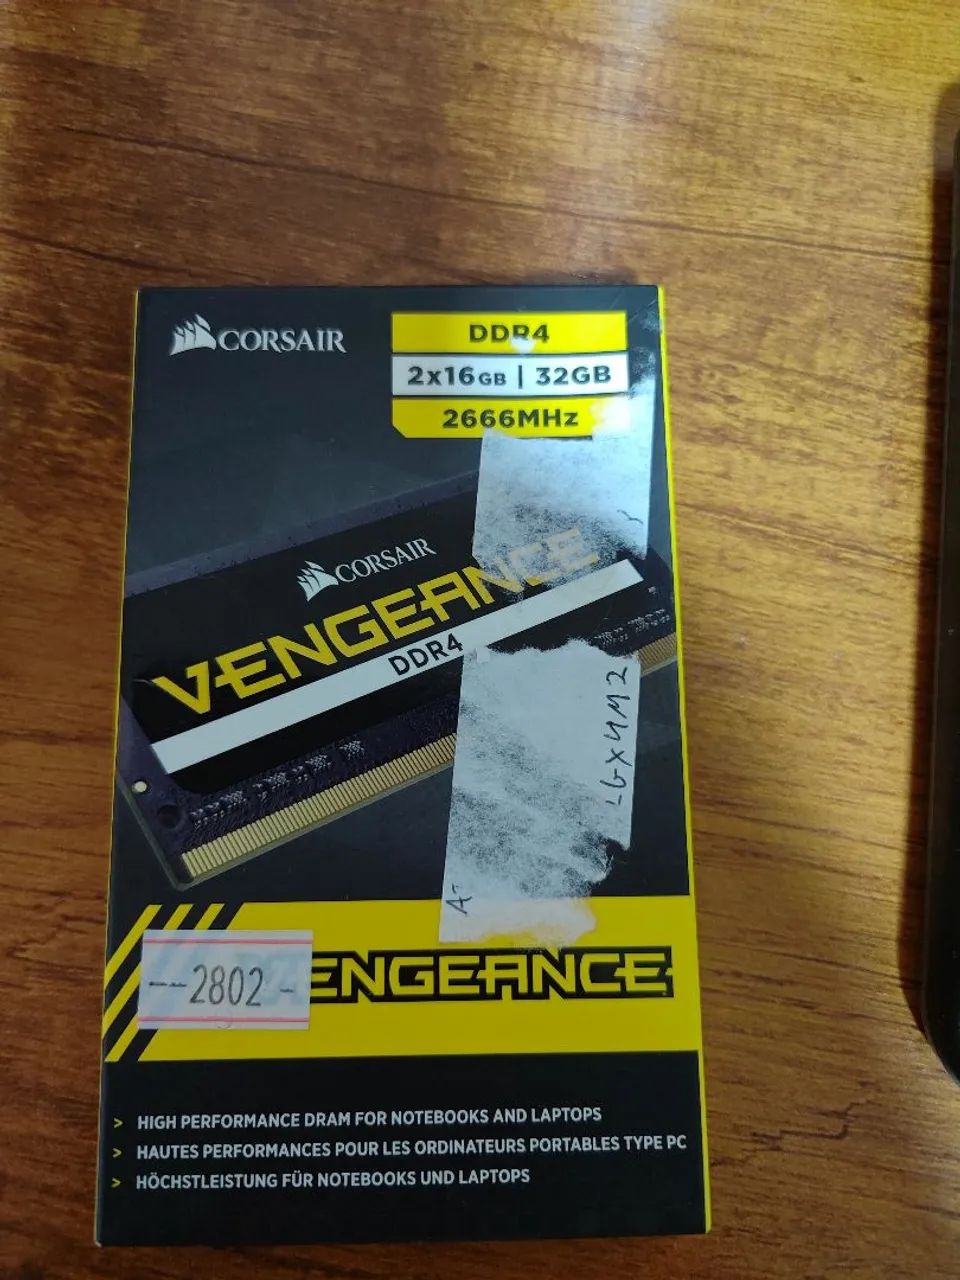 CORSAIR
DDR4
2x16GB | 32GB
2666MHz
CORSAIR
VENGEANCE
DDR4
A-
2802 -
ENGEANCE
> HIGH PERFORMANCE DRAM FOR NOTEBOOKS AND LAPTOPS
> HAUTES PERFORMANCES POUR LES ORDINATEURS PORTABLES TYPE PC
> HÖCHSTLEISTUNG FÜR NOTEBOOKS UND LAPTOPS